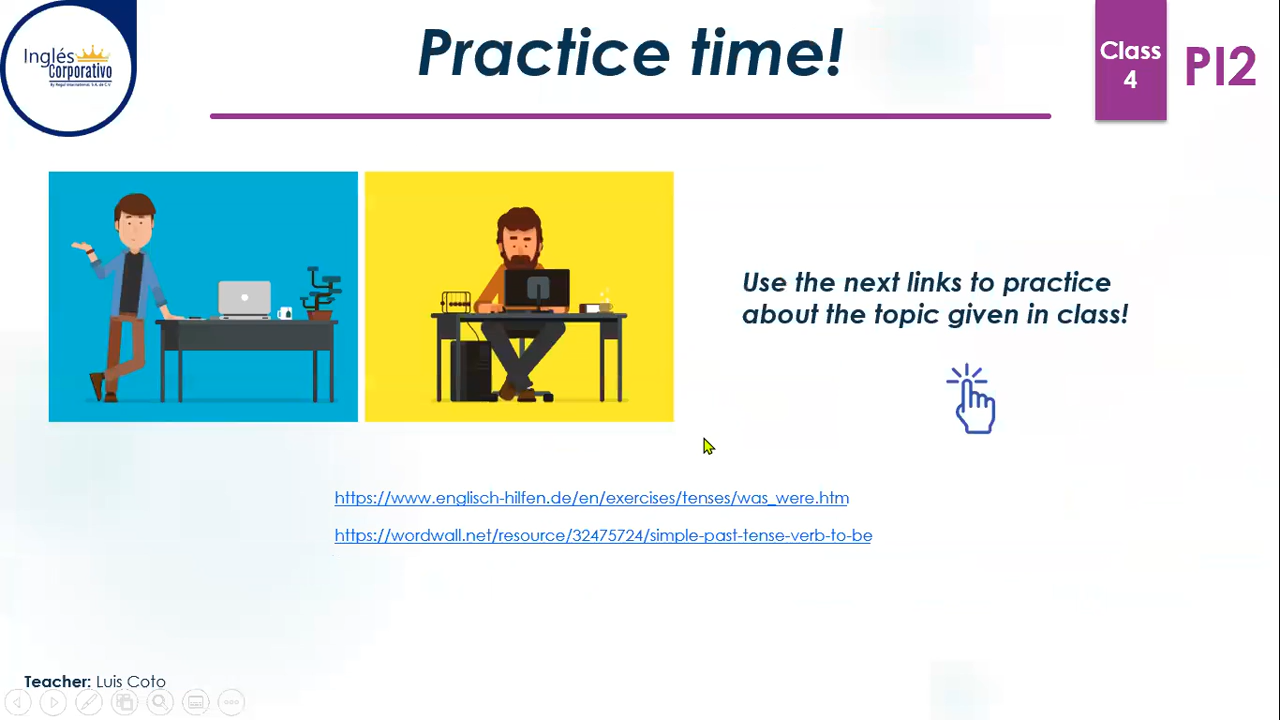 Inglés
Corporativo
Practice time!
Class
4
PI2
Use the next links to practice
about the topic given in class!
https://www.englisch-hilfen.de/en/exercises/tenses/was_were.htm
https://wordwall.net/resource/32475724/simple-past-tense-verb-to-be
Teacher: Luis Coto